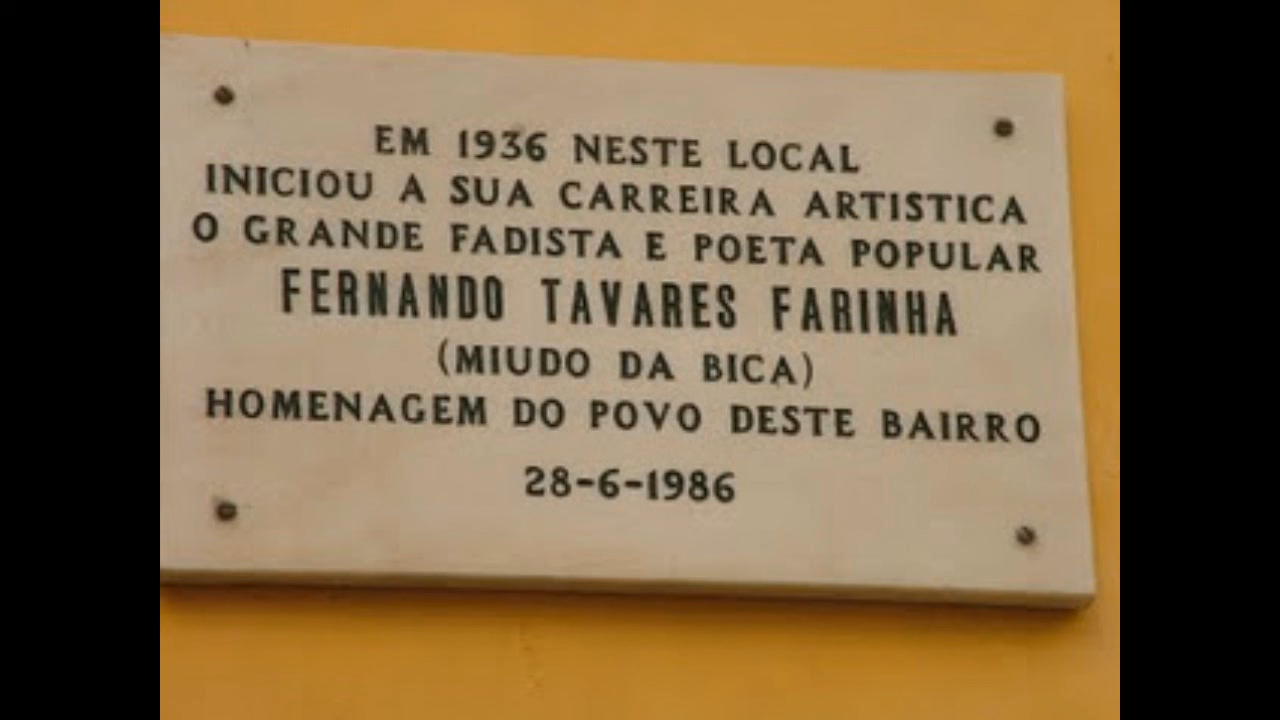 EM 1936 NESTE LOCAL
INICIOU A SUA CARREIRA ARTISTICA
O GRANDE FADISTA E POETA POPULAR
FERNANDO TAVARES FARINHA
(MIUDO DA BICA)
HOMENAGEM DO POVO DESTE BAIRRO
28-6-1986